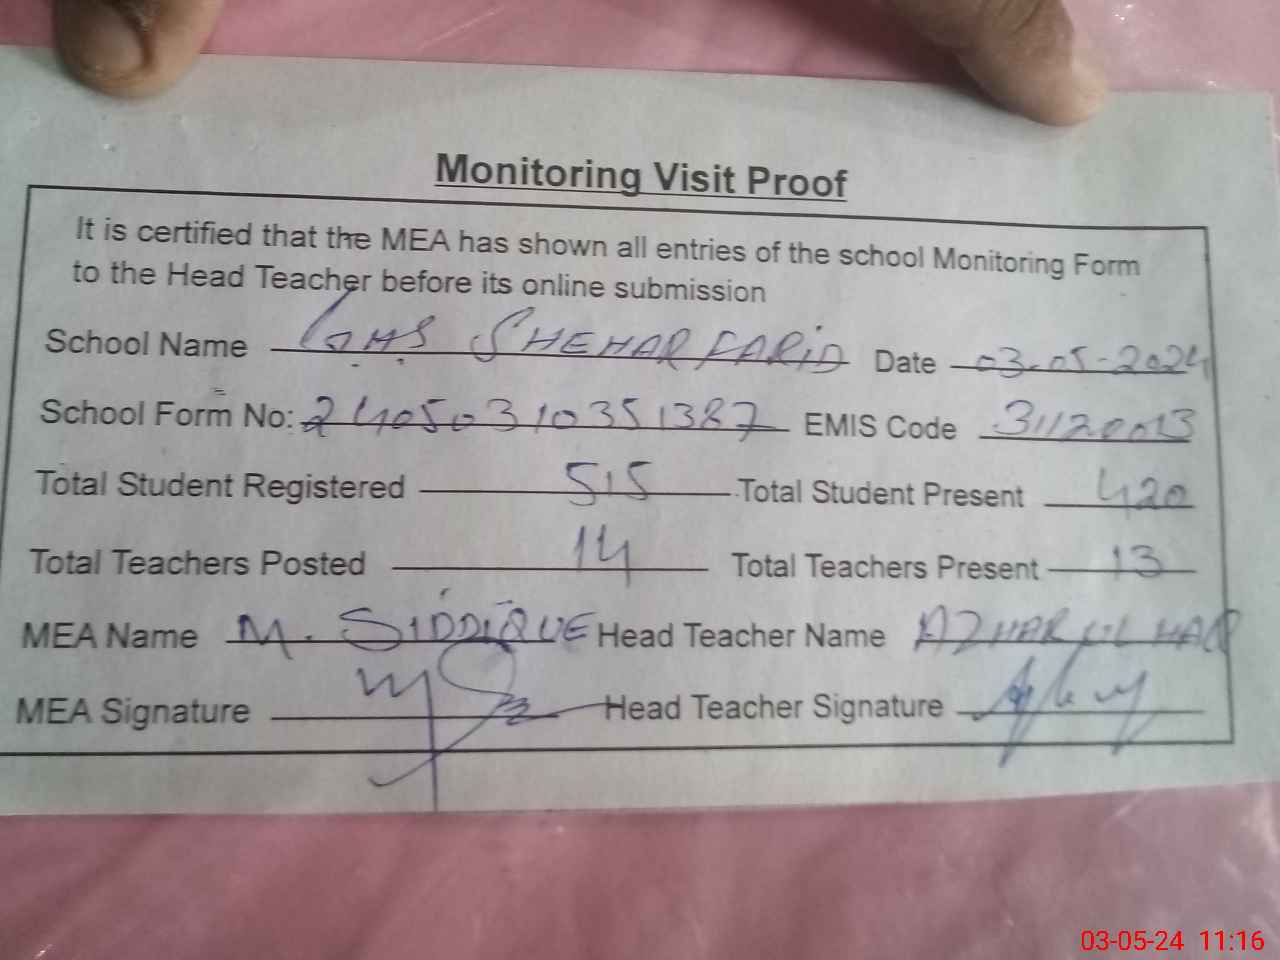 Monitoring Visit Proof
It is certified that the MEA has shown all entries of the school Monitoring Form
to the Head Teacher before its online submission
School Name GHS SHEHAR FARID Date 03-05-2024
School Form No: 24050310351387 EMIS Code 31120013
Total Student Registered 515 Total Student Present 420
Total Teachers Posted 14 Total Teachers Present 13
MEA Name M. SIDDIQUE Head Teacher Name AZHAR UL HAQ
MEA Signature Head Teacher Signature
03-05-24 11:16